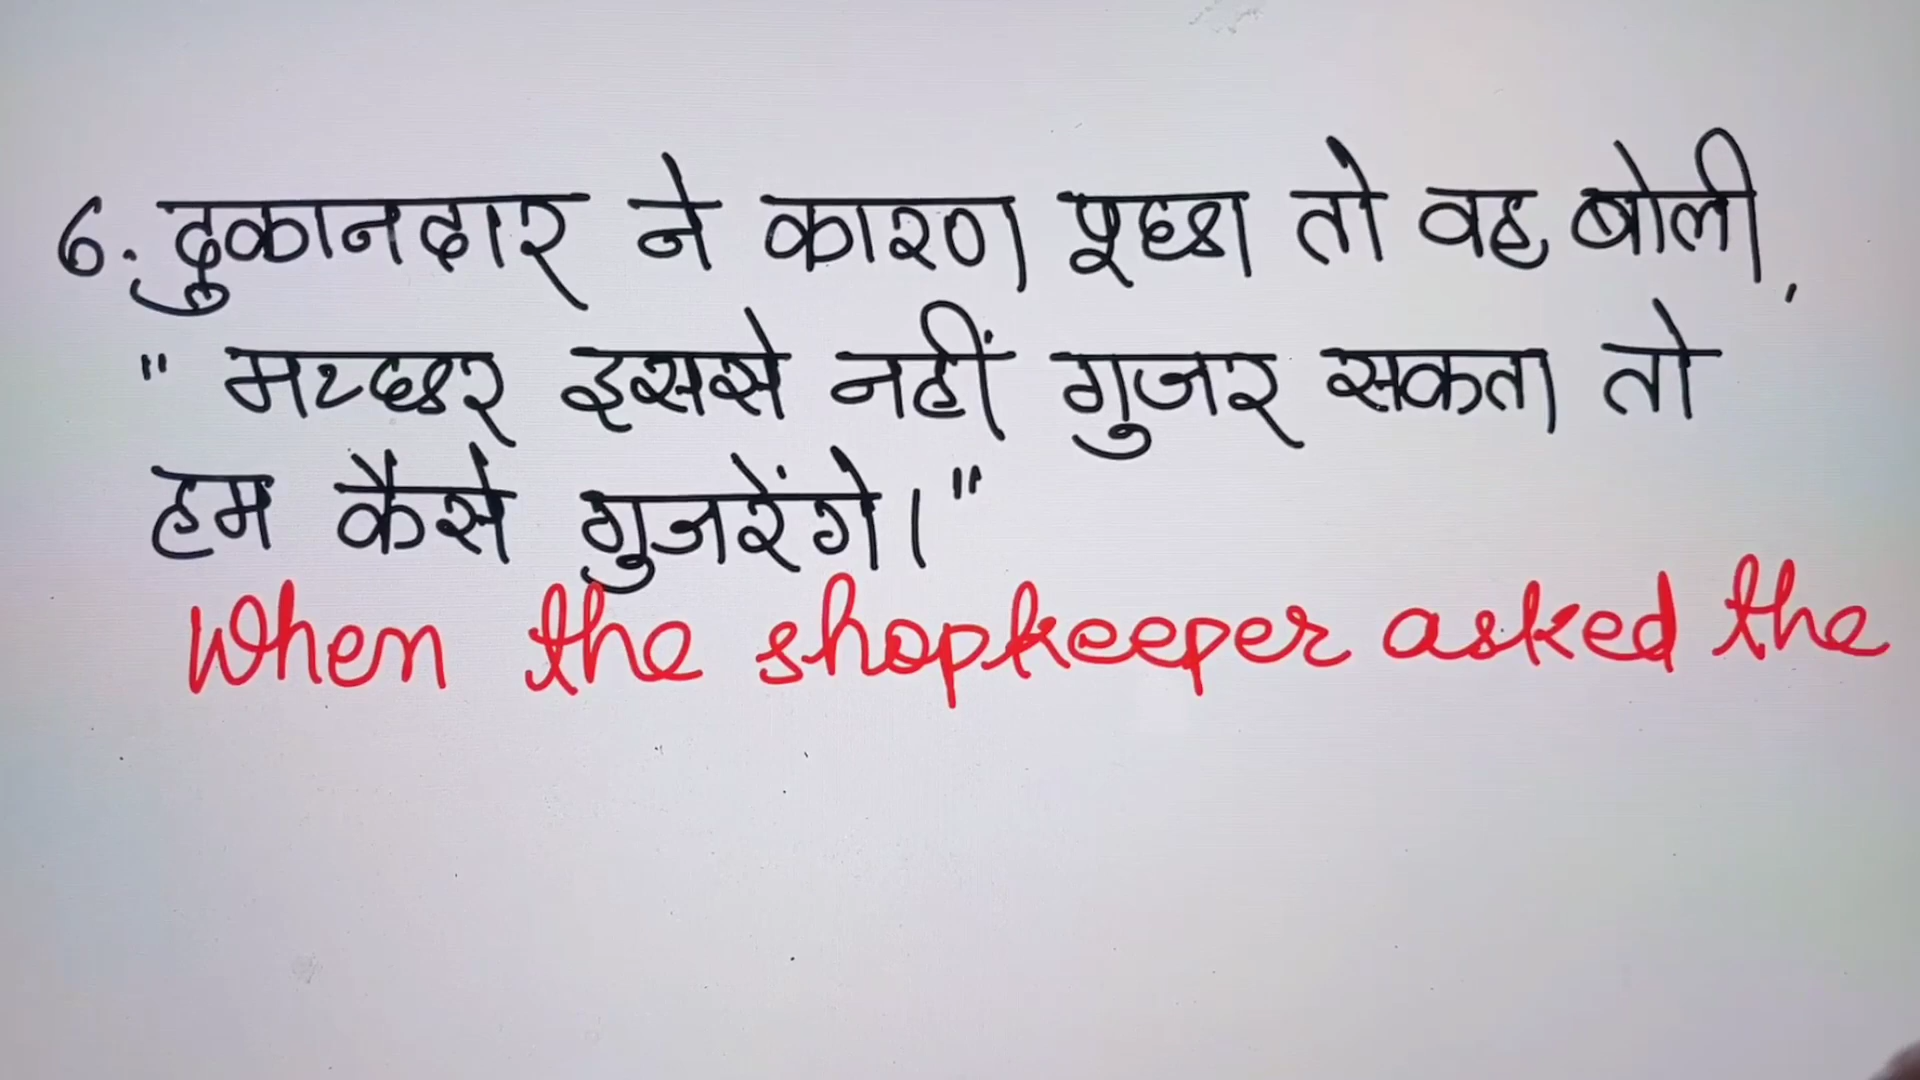 6. दुकानदार ने कारण पूछा तो वह बोली,
" मच्छर इससे नहीं गुजर सकता तो
हम कैसे गुजरेंगे।"
When the shopkeeper asked the